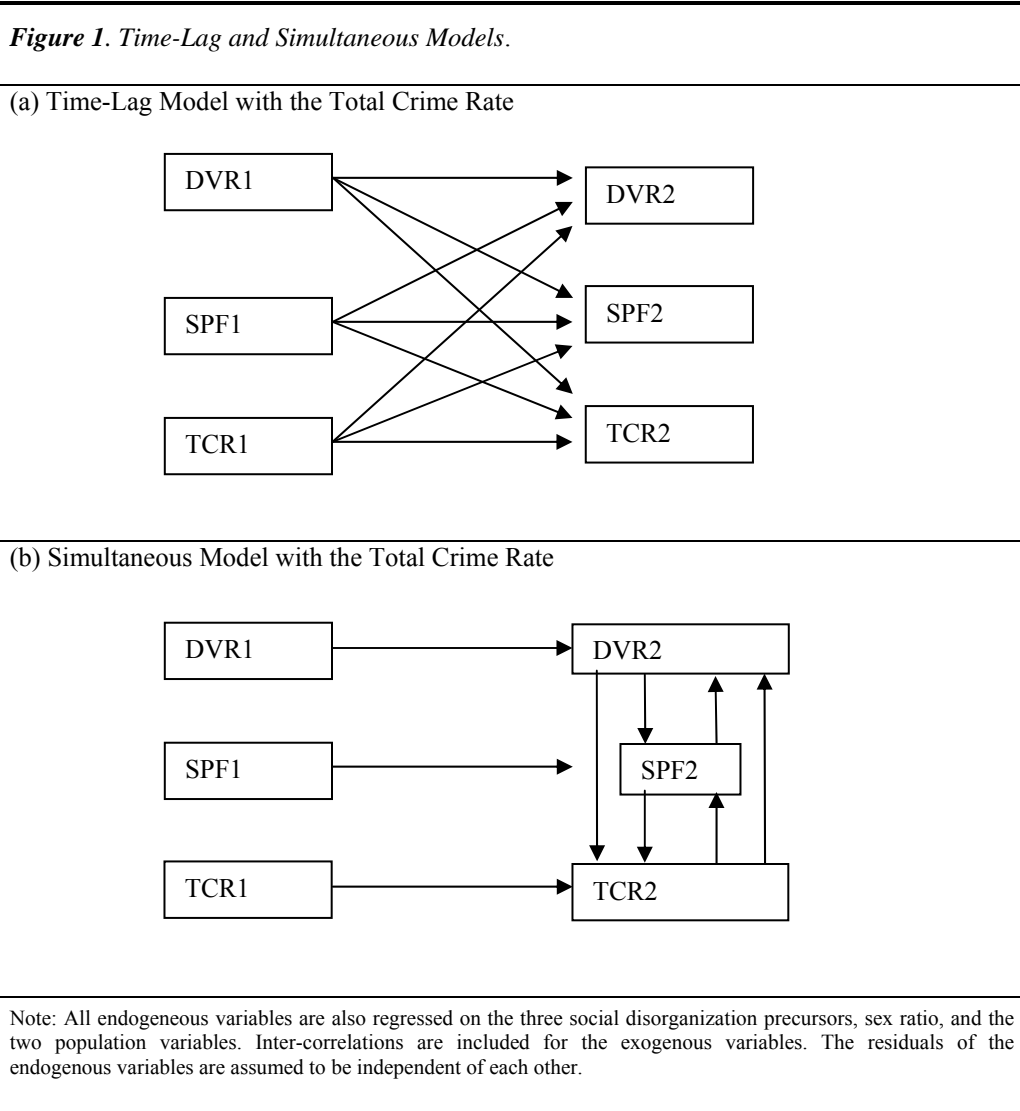 Figure 1. Time-Lag and Simultaneous Models.
(a) Time-Lag Model with the Total Crime Rate
DVR1
DVR2
SPF1
SPF2
TCR1
TCR2
(b) Simultaneous Model with the Total Crime Rate
DVR1
DVR2
SPF1
SPF2
TCR1
TCR2
Note: All endogeneous variables are also regressed on the three social disorganization precursors, sex ratio, and the
two population variables. Inter-correlations are included for the exogenous variables. The residuals of the
endogenous variables are assumed to be independent of each other.